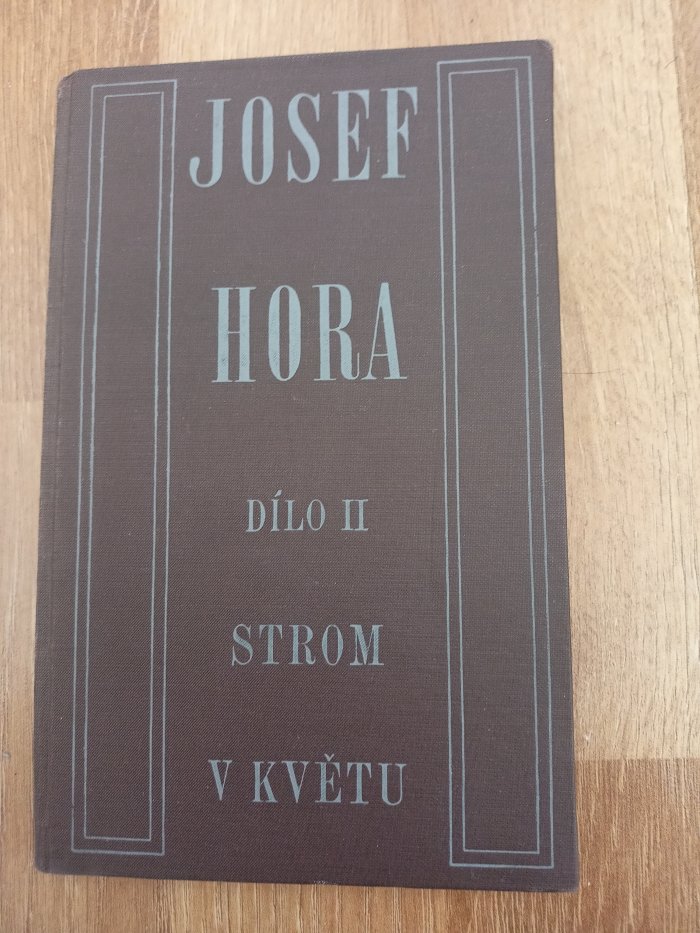 JOSEF
HORA
DÍLO II
STROM
V KVĚTU